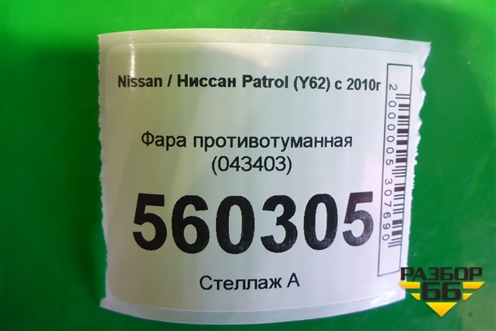 Nissan / Ниссан Patrol (Y62) с 2010г
Фара противотуманная
(043403)
560305
Стеллаж А
2000005307690
РАЗБОР
66